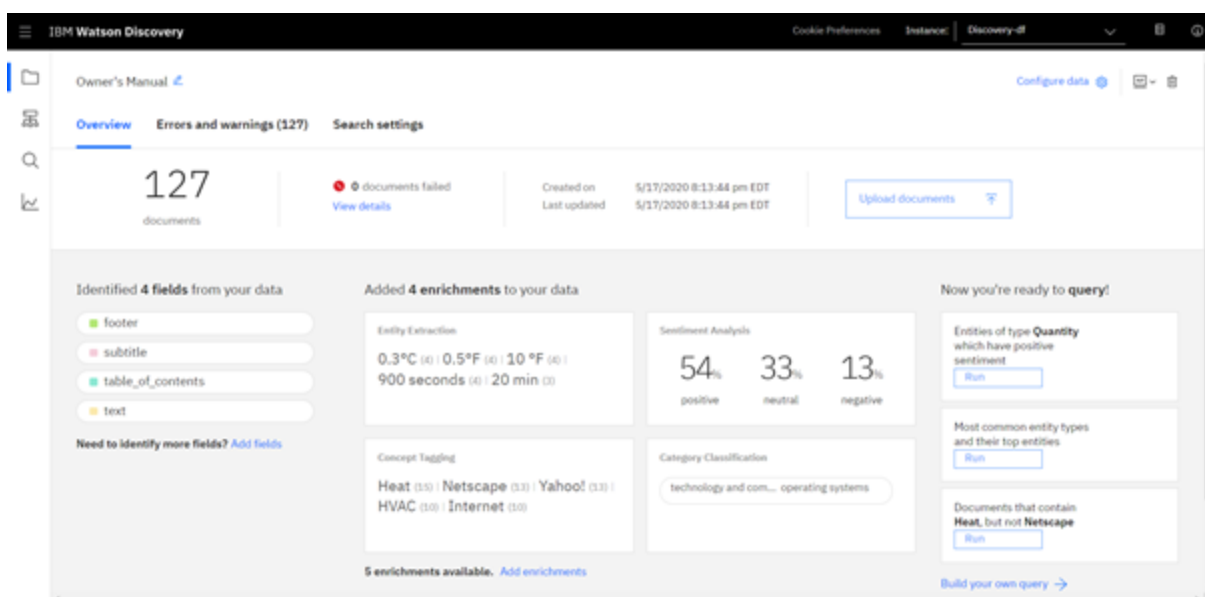 IBM Watson Discovery
Cookie Preferences
Instance:
Discovery-df
Owner's Manual
Configure data
Overview
Errors and warnings (127)
Search settings
127
documents
0 documents failed
View details
Created on 5/17/2020 8:13:44 pm EDT
Last updated 5/17/2020 8:13:44 pm EDT
Upload documents
Identified 4 fields from your data
footer
subtitle
table_of_contents
text
Need to identify more fields? Add fields
Added 4 enrichments to your data
Entity Extraction
0.3°C (4) | 0.5°F (4) | 10 °F (4) |
900 seconds (4) | 20 min (3)
Sentiment Analysis
54% 33% 13%
positive neutral negative
Concept Tagging
Heat (15) | Netscape (13) | Yahoo! (13) |
HVAC (10) | Internet (10)
Category Classification
technology and com... operating systems
5 enrichments available. Add enrichments
Now you're ready to query!
Entities of type Quantity
which have positive
sentiment
Run
Most common entity types
and their top entities
Run
Documents that contain
Heat, but not Netscape
Run
Build your own query →